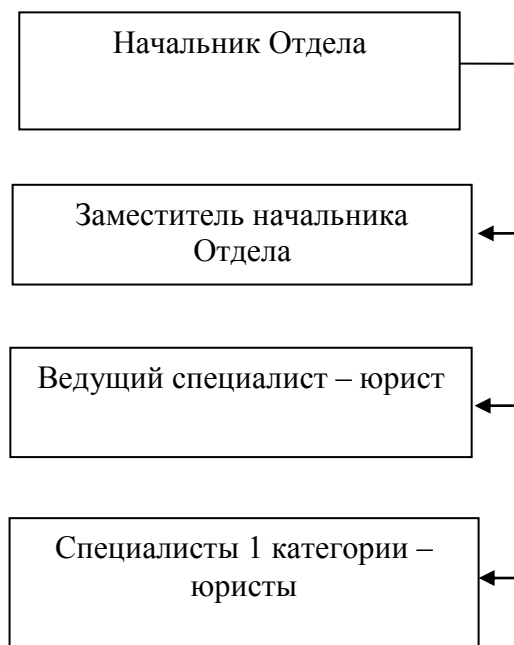 Начальник Отдела
Заместитель начальника
Отдела
Ведущий специалист – юрист
Специалисты 1 категории –
юристы